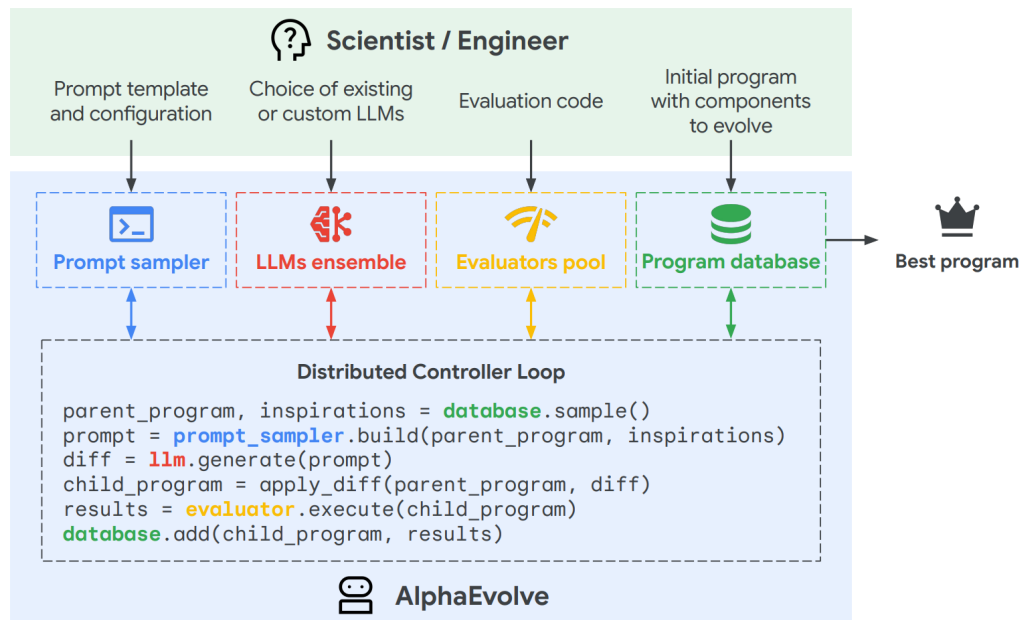 Scientist / Engineer
Prompt template
and configuration
Choice of existing
or custom LLMs
Evaluation code
Initial program
with components
to evolve
Prompt sampler
LLMs ensemble
Evaluators pool
Program database
Best program
Distributed Controller Loop
parent_program, inspirations = database.sample()
prompt = prompt_sampler.build(parent_program, inspirations)
diff = llm.generate(prompt)
child_program = apply_diff(parent_program, diff)
results = evaluator.execute(child_program)
database.add(child_program, results)
AlphaEvolve